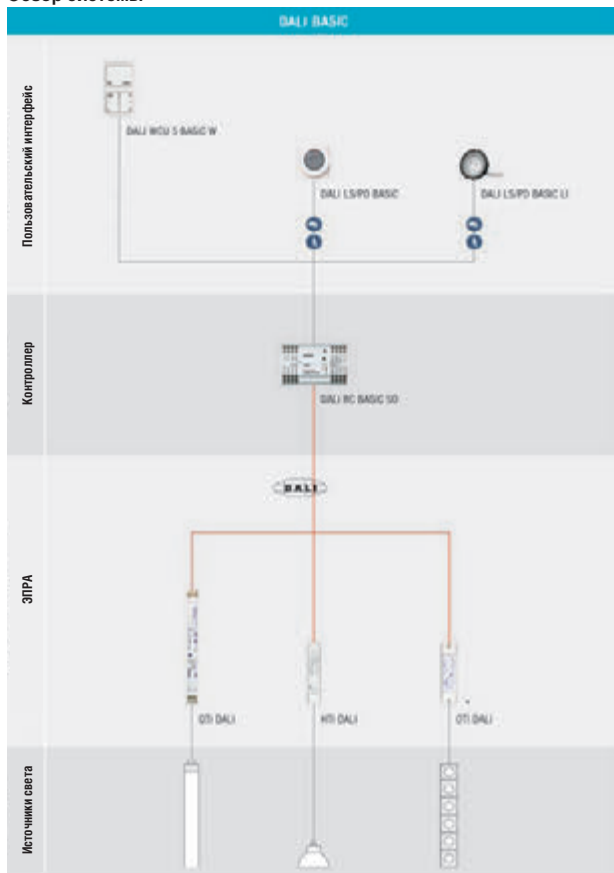 Обзор системы
DALI BASIC
Пользовательский интерфейс
DALI MCU S BASIC W
DALI LS/PD BASIC
DALI LS/PD BASIC LI
Контроллер
DALI RC BASIC SO
DALI
ЭПРА
QTi DALI
HTi DALI
OTi DALI
Источники света